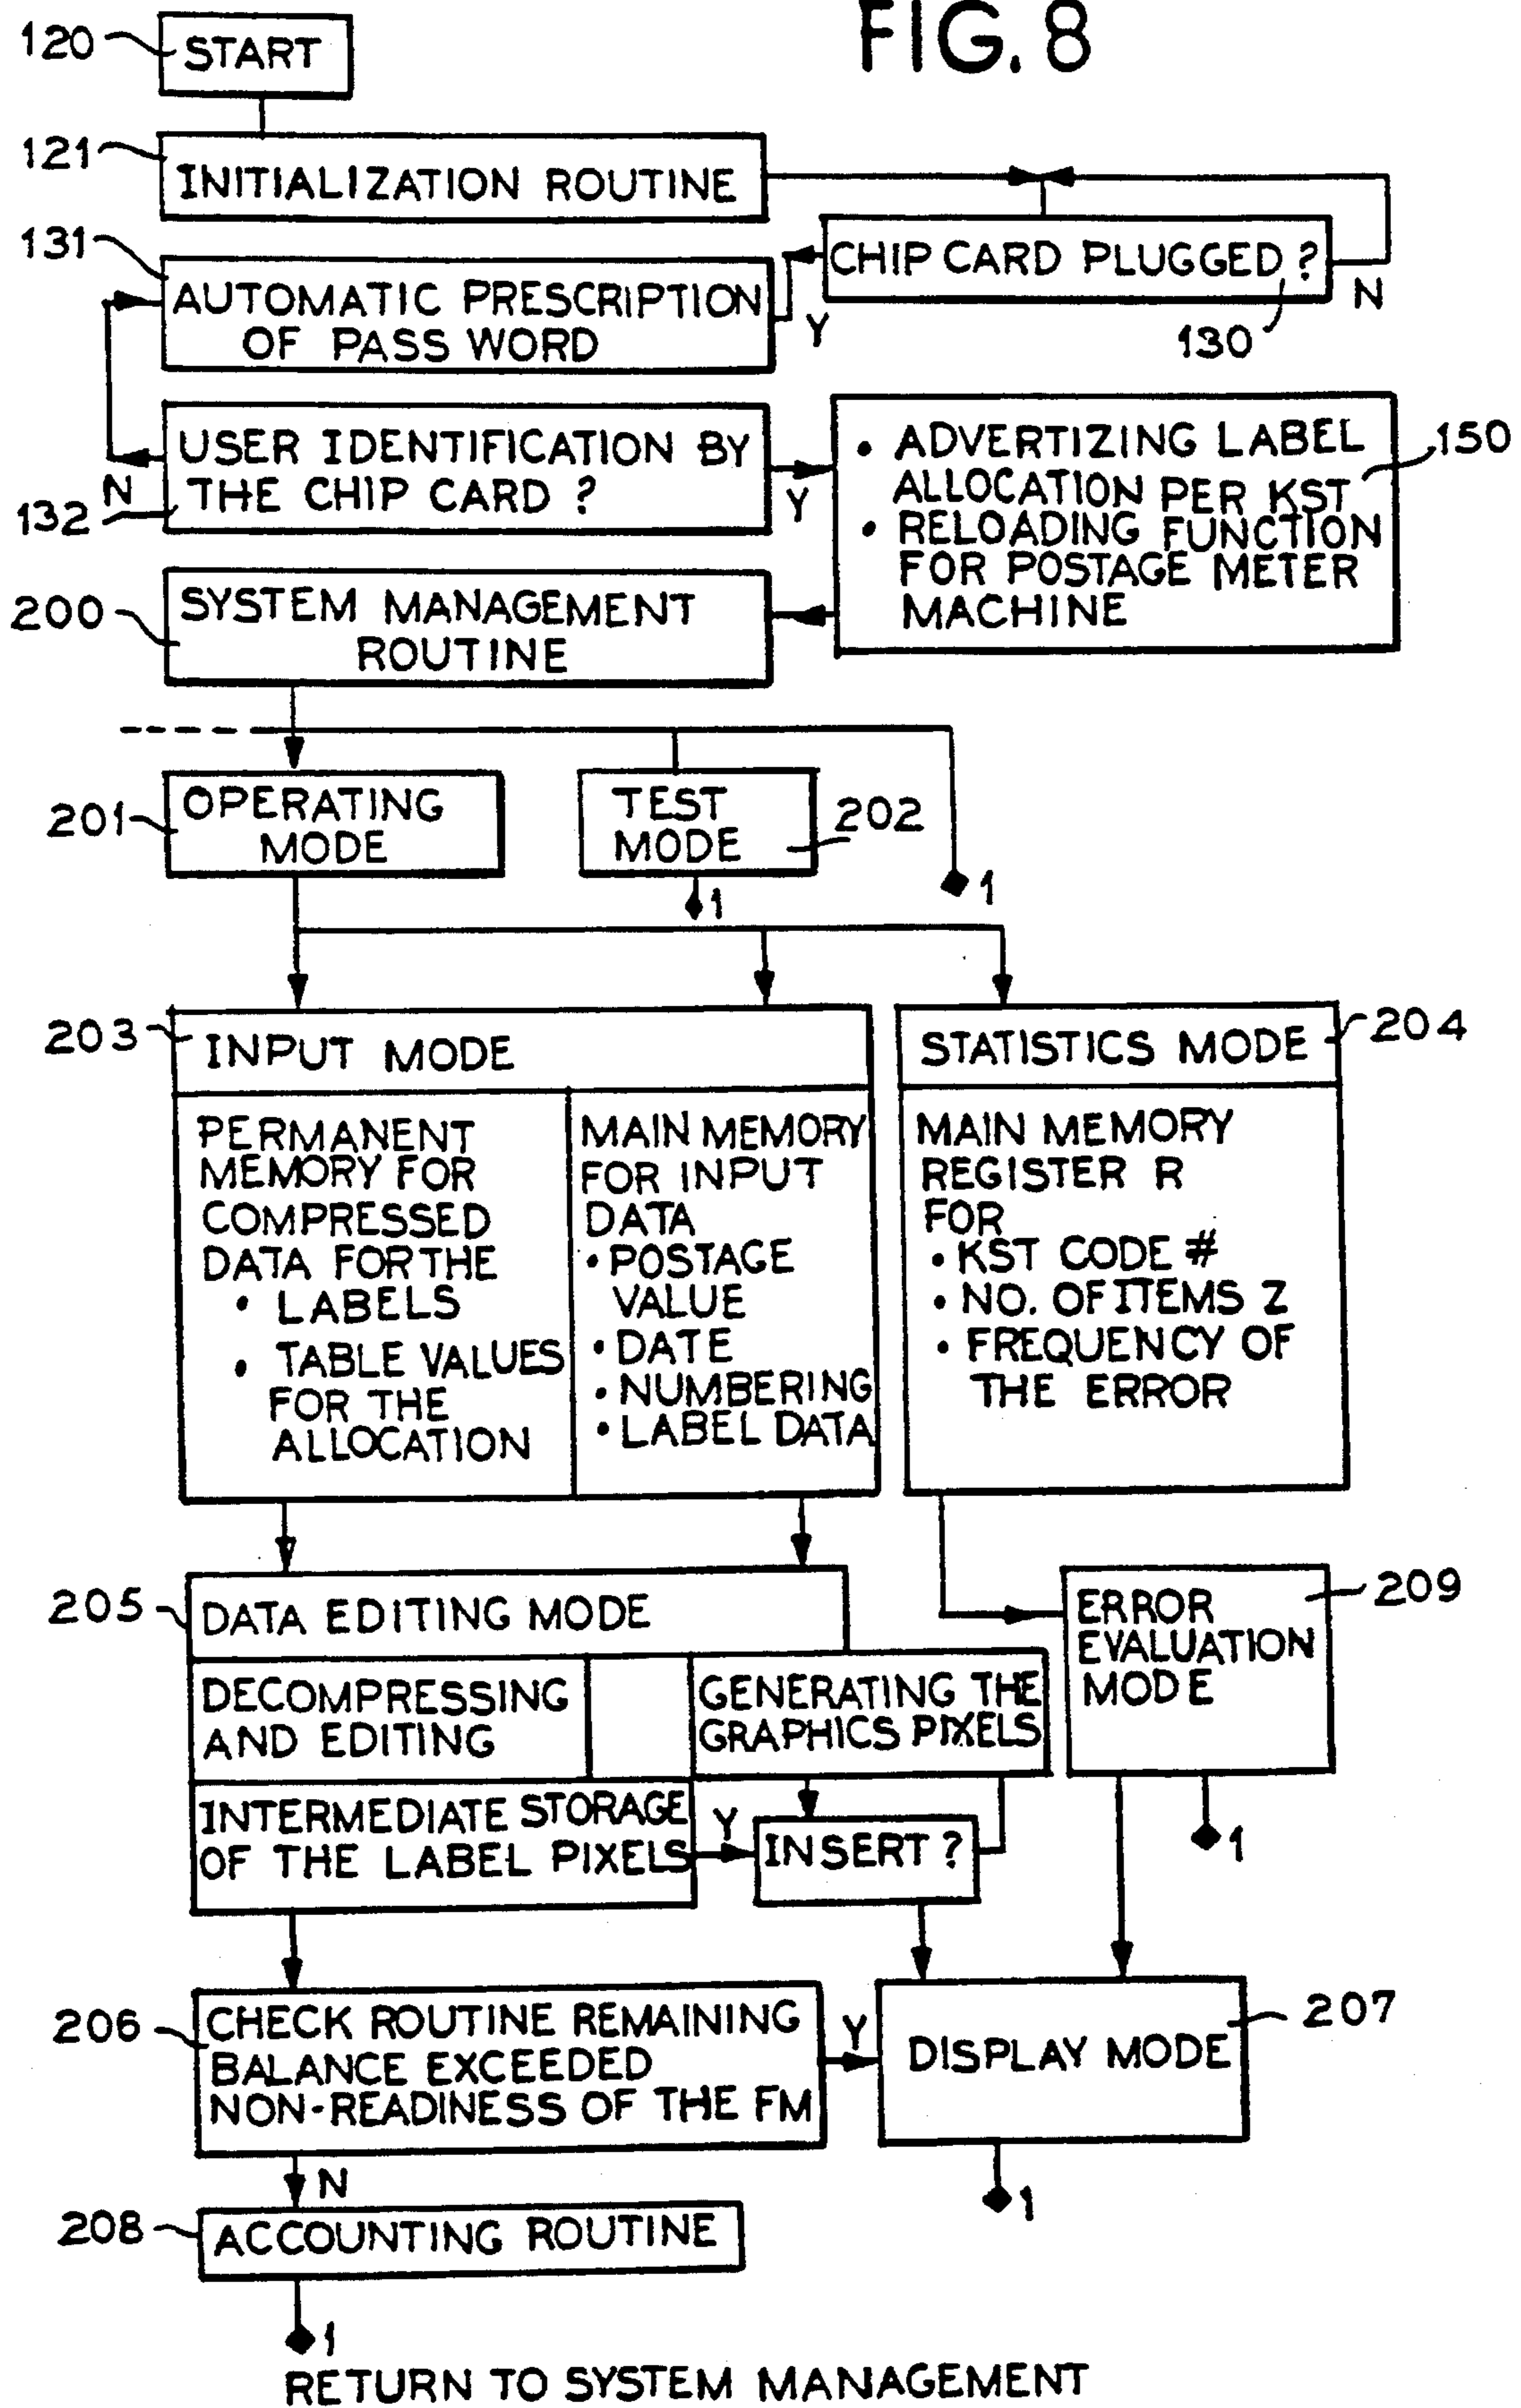 FIG. 8
120
START
121
INITIALIZATION ROUTINE
131
CHIP CARD PLUGGED ?
N
130
AUTOMATIC PRESCRIPTION
OF PASS WORD
Y
USER IDENTIFICATION BY
THE CHIP CARD ?
N
132
Y
• ADVERTIZING LABEL
ALLOCATION PER KST
• RELOADING FUNCTION
FOR POSTAGE METER
MACHINE
150
200
SYSTEM MANAGEMENT
ROUTINE
201
OPERATING
MODE
TEST
MODE
202
1
1
203
INPUT MODE
PERMANENT
MEMORY FOR
COMPRESSED
DATA FOR THE
• LABELS
• TABLE VALUES
FOR THE
ALLOCATION
MAIN MEMORY
FOR INPUT
DATA
• POSTAGE
VALUE
• DATE
• NUMBERING
• LABEL DATA
STATISTICS MODE
204
MAIN MEMORY
REGISTER R
FOR
• KST CODE #
• NO. OF ITEMS Z
• FREQUENCY OF
THE ERROR
205
DATA EDITING MODE
DECOMPRESSING
AND EDITING
GENERATING THE
GRAPHICS PIXELS
ERROR
EVALUATION
MODE
209
1
INTERMEDIATE STORAGE
OF THE LABEL PIXELS
Y
INSERT ?
206
CHECK ROUTINE REMAINING
BALANCE EXCEEDED
NON-READINESS OF THE FM
Y
DISPLAY MODE
207
1
N
208
ACCOUNTING ROUTINE
1
RETURN TO SYSTEM MANAGEMENT